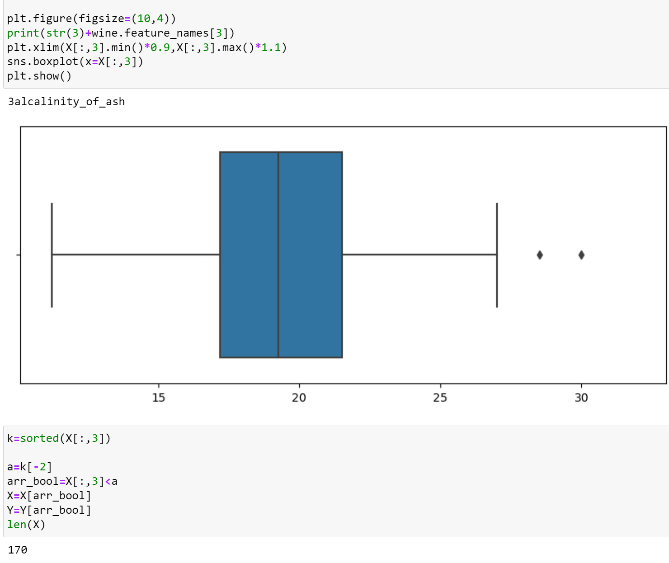 plt.figure(figsize=(10,4))
print(str(3)+wine.feature_names[3])
plt.xlim(X[:,3].min()*0.9,X[:,3].max()*1.1)
sns.boxplot(x=X[:,3])
plt.show()
3alcalinity_of_ash
15 20 25 30
k=sorted(X[:,3])
a=k[-2]
arr_bool=X[:,3]<a
X=X[arr_bool]
Y=Y[arr_bool]
len(X)
170